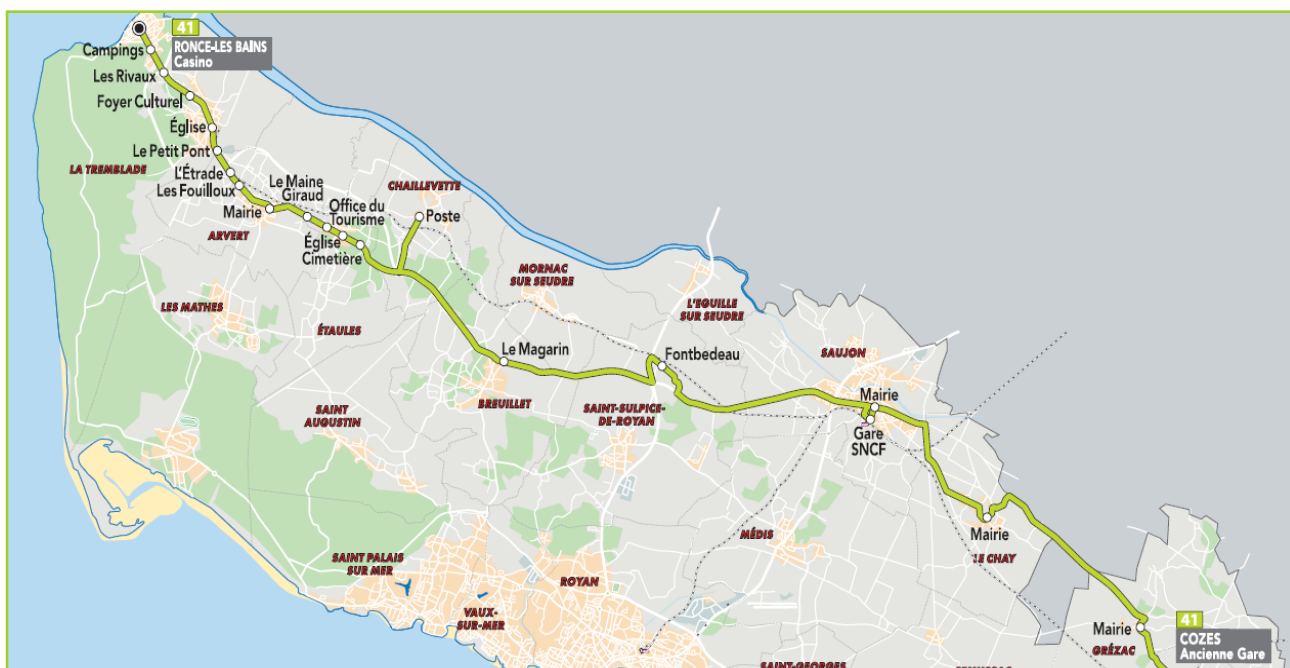 41
RONCE-LES BAINS
Casino
Campings
Les Rivaux
Foyer Culturel
Église
Le Petit Pont
LA TREMBLADE
L'Étrade
Les Fouilloux
Le Maine
Giraud
CHAILLEVETTE
Mairie
Office du
Tourisme
Poste
ARVERT
Église
Cimetière
MORNAC
SUR SEUDRE
LES MATHES
L'EGUILLE
SUR SEUDRE
ÉTAULES
Le Magarin
Fontbedeau
SAUJON
BREUILLET
SAINT
AUGUSTIN
SAINT-SULPICE-
DE-ROYAN
Mairie
Gare
SNCF
MÉDIS
Mairie
LE CHAY
SAINT PALAIS
SUR MER
ROYAN
VAUX-
SUR-MER
41
COZES
Ancienne Gare
Mairie
GRÉZAC
SAINT-GEORGES